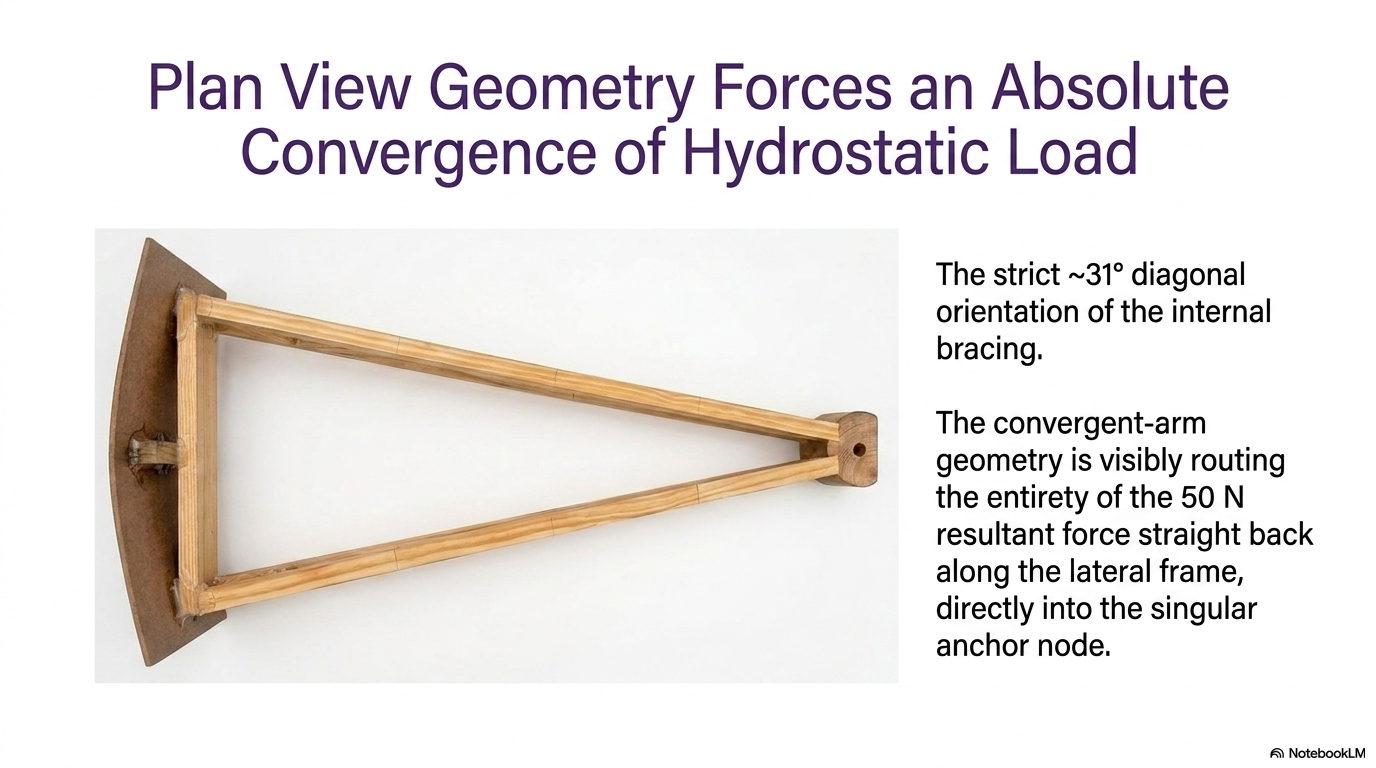 Plan View Geometry Forces an Absolute
Convergence of Hydrostatic Load
The strict ~31° diagonal
orientation of the internal
bracing.
The convergent-arm
geometry is visibly routing
the entirety of the 50 N
resultant force straight back
along the lateral frame,
directly into the singular
anchor node.
NotebookLM